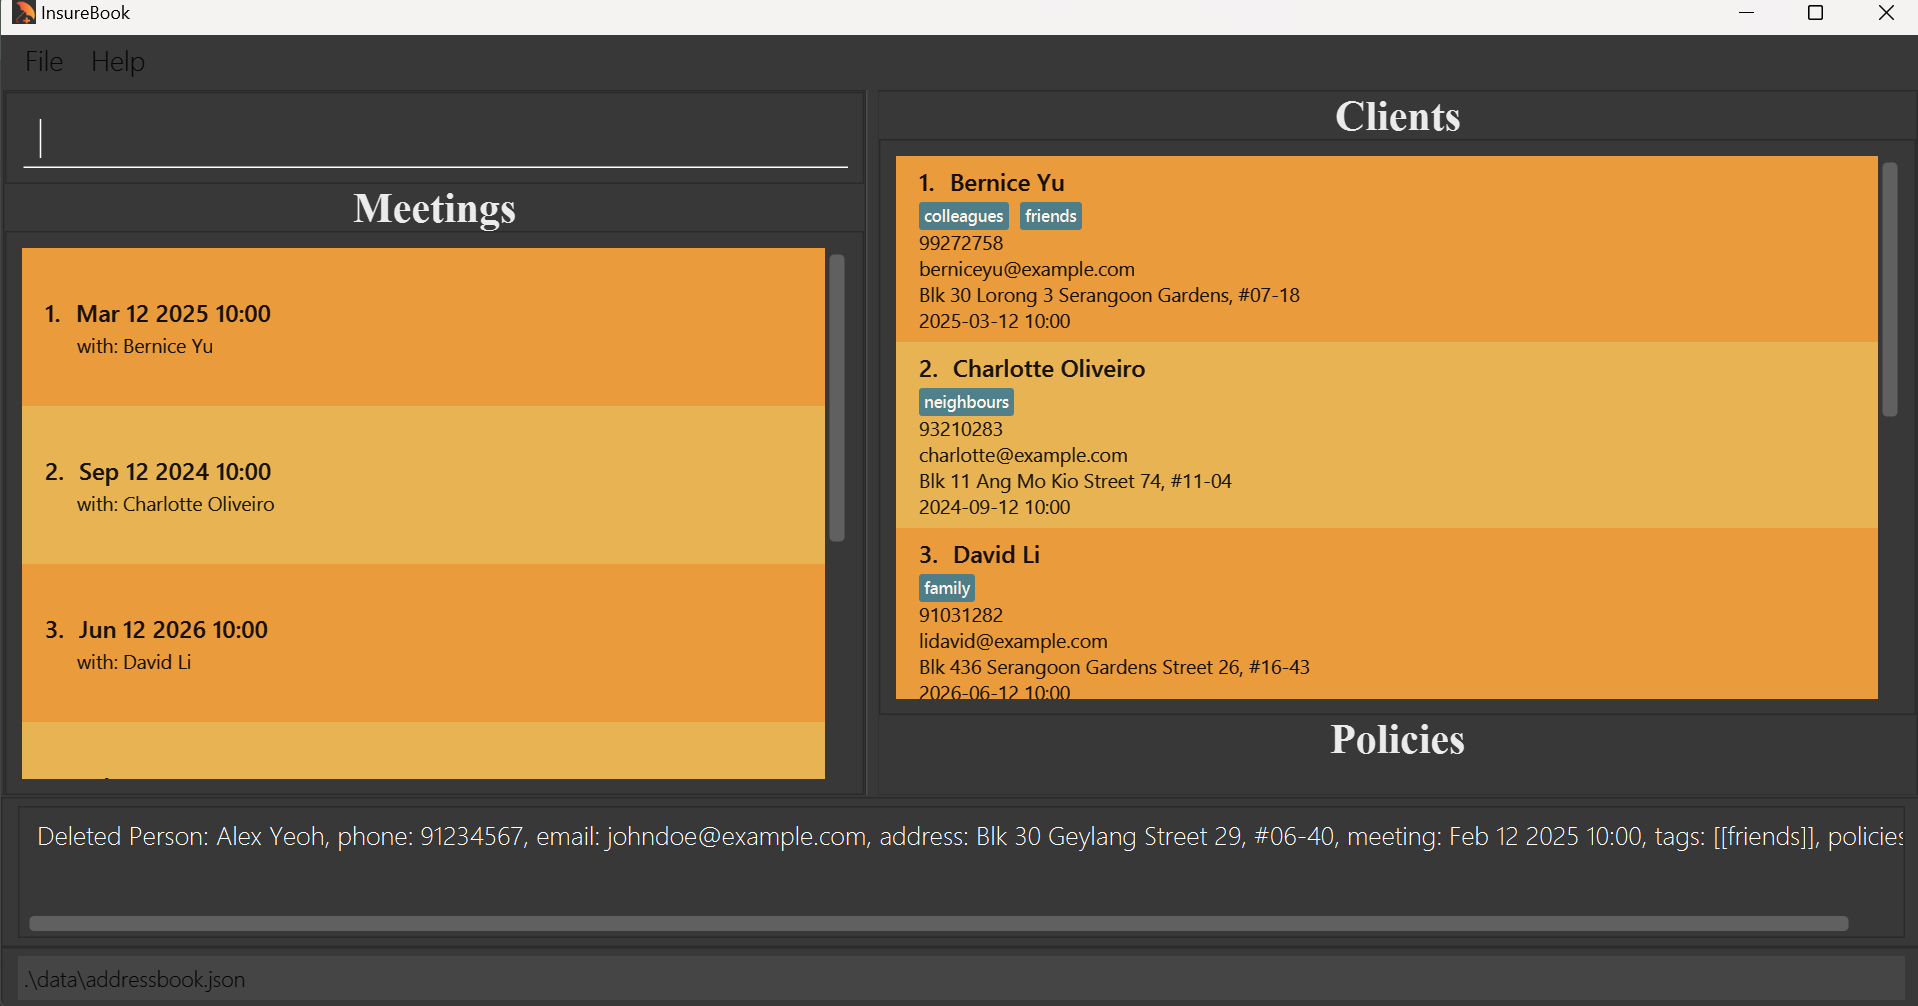 InsureBook
File Help
Meetings
1. Mar 12 2025 10:00
with: Bernice Yu
2. Sep 12 2024 10:00
with: Charlotte Oliveiro
3. Jun 12 2026 10:00
with: David Li
Clients
1. Bernice Yu
colleagues friends
99272758
berniceyu@example.com
Blk 30 Lorong 3 Serangoon Gardens, #07-18
2025-03-12 10:00
2. Charlotte Oliveiro
neighbours
93210283
charlotte@example.com
Blk 11 Ang Mo Kio Street 74, #11-04
2024-09-12 10:00
3. David Li
family
91031282
lidavid@example.com
Blk 436 Serangoon Gardens Street 26, #16-43
2026-06-12 10:00
Policies
Deleted Person: Alex Yeoh, phone: 91234567, email: johndoe@example.com, address: Blk 30 Geylang Street 29, #06-40, meeting: Feb 12 2025 10:00, tags: [[friends]], policies
.\data\addressbook.json